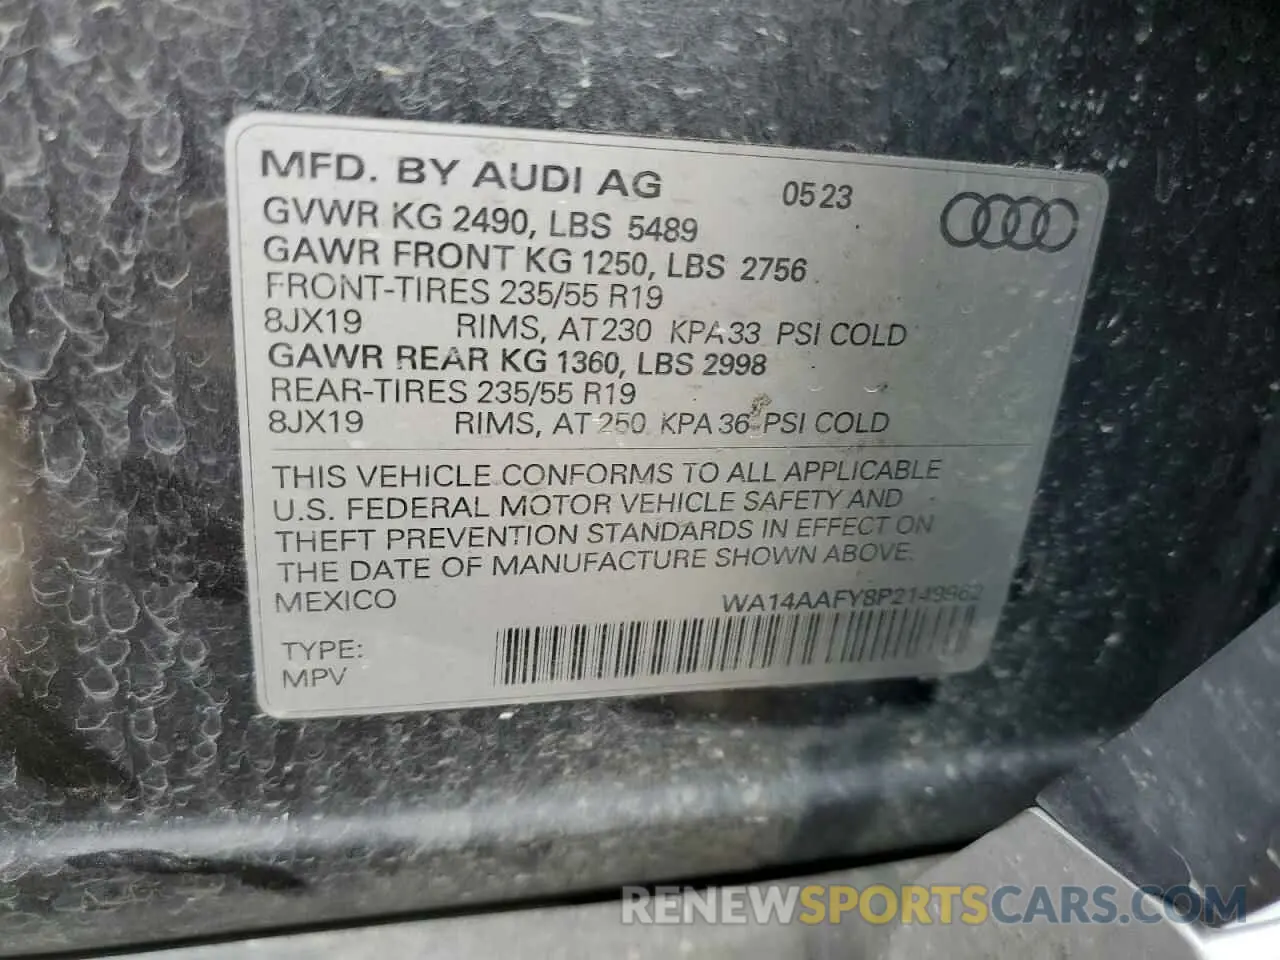 MFD. BY AUDI AG 0523
GVWR KG 2490, LBS 5489
GAWR FRONT KG 1250, LBS 2756
FRONT-TIRES 235/55 R19
8JX19 RIMS, AT 230 KPA 33 PSI COLD
GAWR REAR KG 1360, LBS 2998
REAR-TIRES 235/55 R19
8JX19 RIMS, AT 250 KPA 36 PSI COLD
THIS VEHICLE CONFORMS TO ALL APPLICABLE
U.S. FEDERAL MOTOR VEHICLE SAFETY AND
THEFT PREVENTION STANDARDS IN EFFECT ON
THE DATE OF MANUFACTURE SHOWN ABOVE.
MEXICO WA14AAFY8P2149962
TYPE:
MPV
RENEWSPORTSCARS.COM